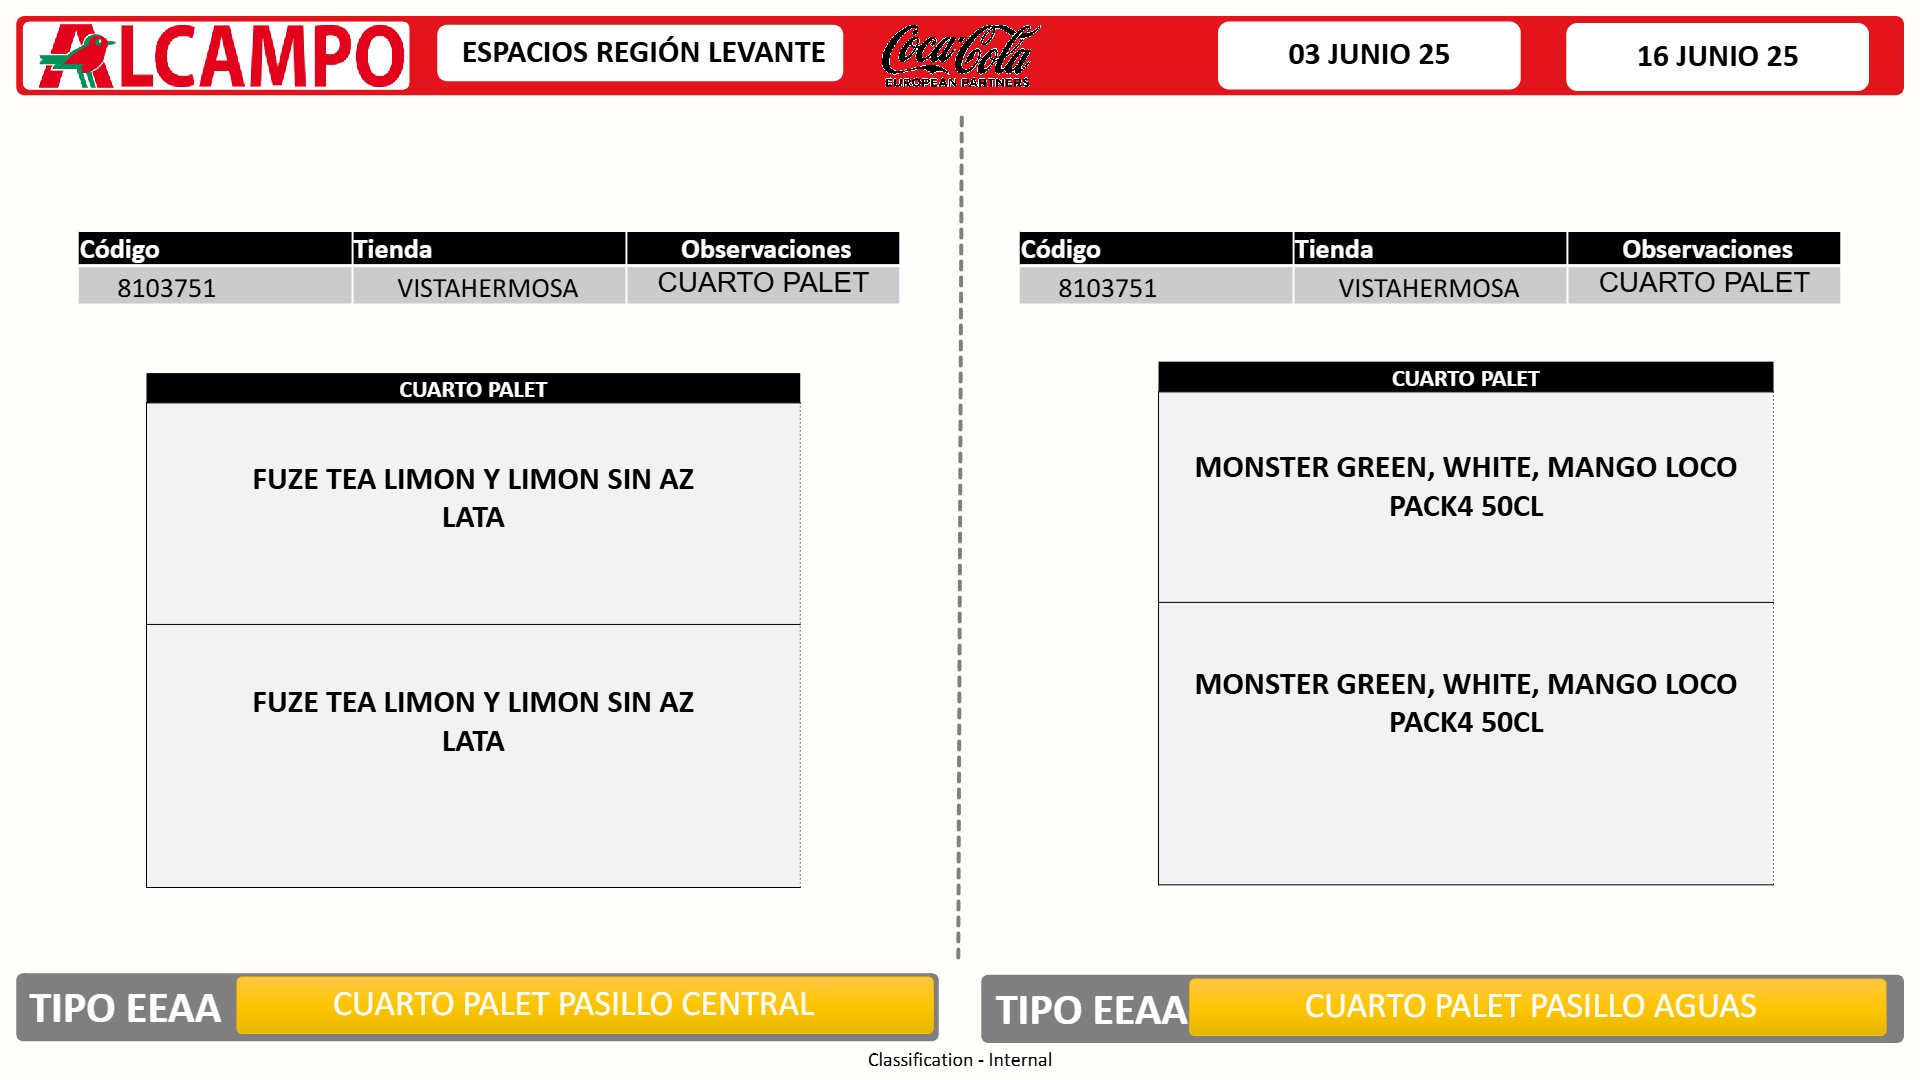 ALCAMPO
ESPACIOS REGIÓN LEVANTE
Coca-Cola
EUROPEAN PARTNERS
03 JUNIO 25
16 JUNIO 25
Código Tienda Observaciones
8103751 VISTAHERMOSA CUARTO PALET
CUARTO PALET
FUZE TEA LIMON Y LIMON SIN AZ
LATA
FUZE TEA LIMON Y LIMON SIN AZ
LATA
TIPO EEAA CUARTO PALET PASILLO CENTRAL
Código Tienda Observaciones
8103751 VISTAHERMOSA CUARTO PALET
CUARTO PALET
MONSTER GREEN, WHITE, MANGO LOCO
PACK4 50CL
MONSTER GREEN, WHITE, MANGO LOCO
PACK4 50CL
TIPO EEAA CUARTO PALET PASILLO AGUAS
Classification - Internal